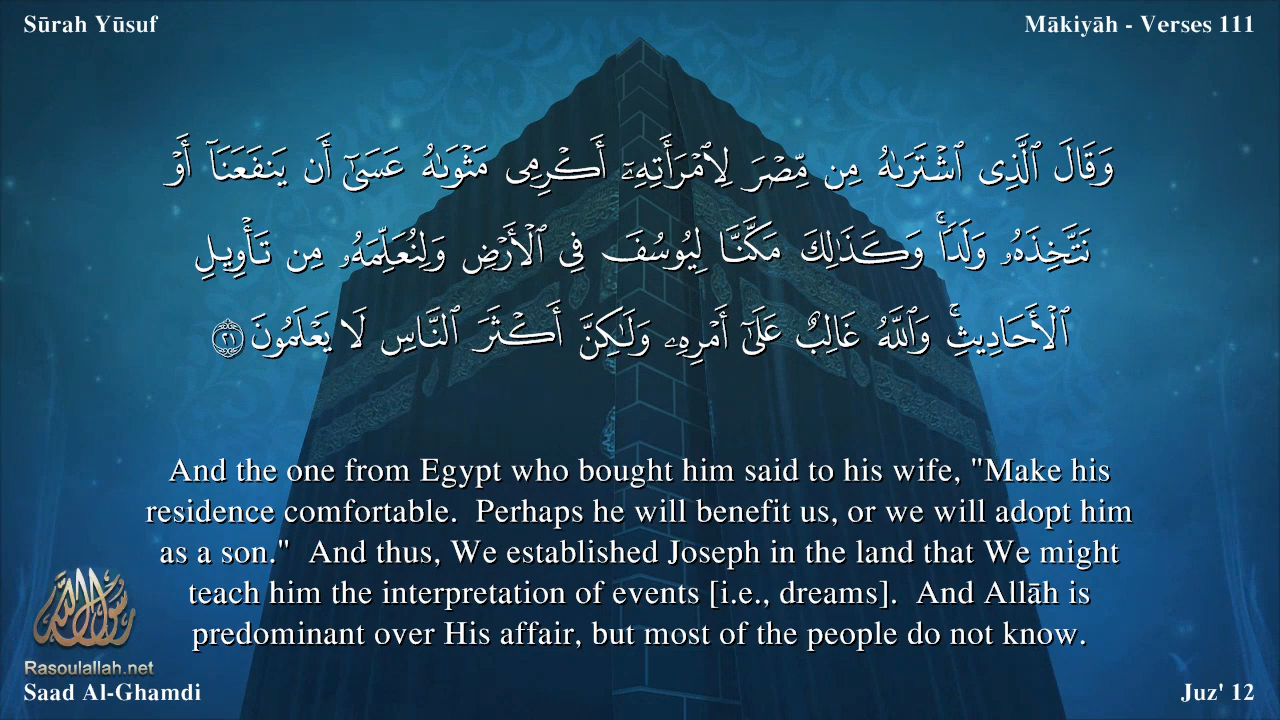 Sūrah Yūsuf
Mākiyāh - Verses 111
وَقَالَ ٱلَّذِى ٱشْتَرَىٰهُ مِن مِّصْرَ لِٱمْرَأَتِهِۦٓ أَكْرِمِى مَثْوَىٰهُ عَسَىٰٓ أَن يَنفَعَنَآ أَوْ
نَتَّخِذَهُۥ وَلَدًۭا ۚ وَكَذَٰلِكَ مَكَّنَّا لِيُوسُفَ فِى ٱلْأَرْضِ وَلِنُعَلِّمَهُۥ مِن تَأْوِيلِ
ٱلْأَحَادِيثِ ۚ وَٱللَّهُ غَالِبٌ عَلَىٰٓ أَمْرِهِۦ وَلَٰكِنَّ أَكْثَرَ ٱلنَّاسِ لَا يَعْلَمُونَ ٢١
And the one from Egypt who bought him said to his wife, "Make his
residence comfortable.  Perhaps he will benefit us, or we will adopt him
as a son."  And thus, We established Joseph in the land that We might
teach him the interpretation of events [i.e., dreams].  And Allāh is
predominant over His affair, but most of the people do not know.
رسول الله
Rasoulallah.net
Saad Al-Ghamdi
Juz' 12